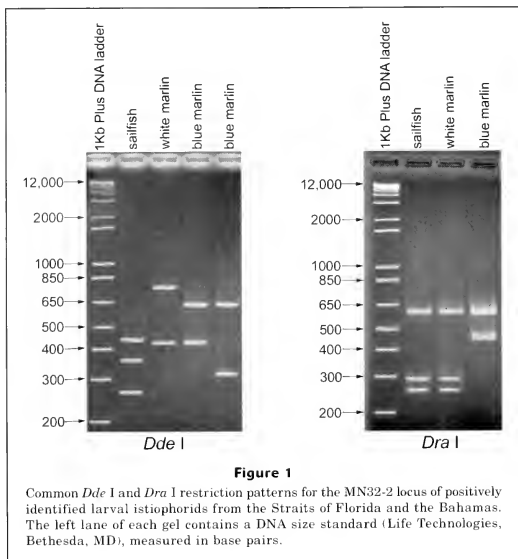 1Kb Plus DNA ladder
sailfish
white marlin
blue marlin
blue marlin
12,000
2000
1000
850
650
500
400
300
200
Dde I
1Kb Plus DNA ladder
sailfish
white marlin
blue marlin
12,000
2000
1000
850
650
500
400
300
200
Dra I
Figure 1
Common Dde I and Dra I restriction patterns for the MN32-2 locus of positively
identified larval istiophorids from the Straits of Florida and the Bahamas.
The left lane of each gel contains a DNA size standard (Life Technologies,
Bethesda, MD), measured in base pairs.